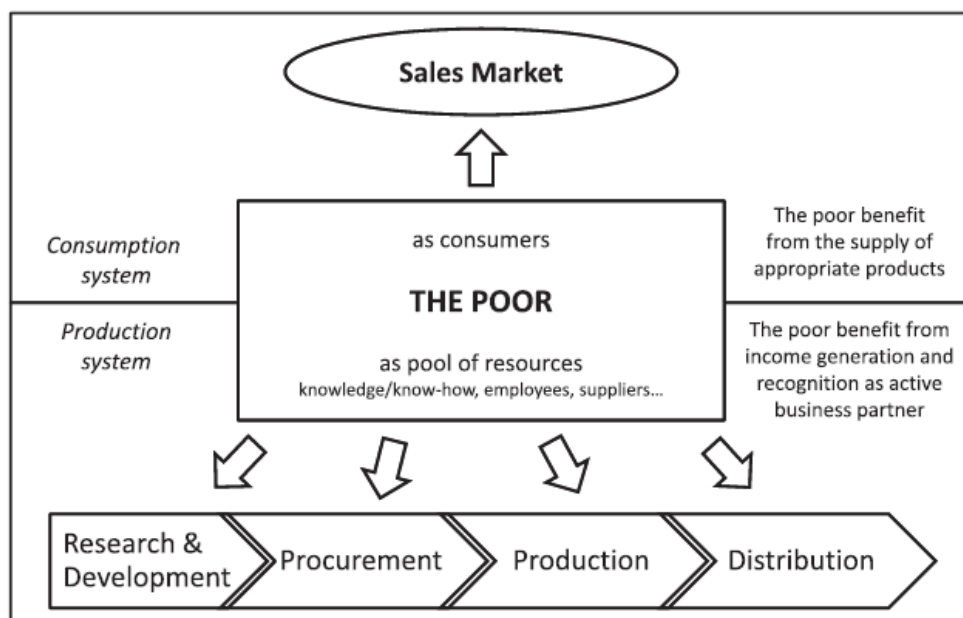 Sales Market
Consumption
system
as consumers
The poor benefit
from the supply of
appropriate products
THE POOR
Production
system
as pool of resources
knowledge/know-how, employees, suppliers...
The poor benefit from
income generation and
recognition as active
business partner
Research &
Development
Procurement
Production
Distribution